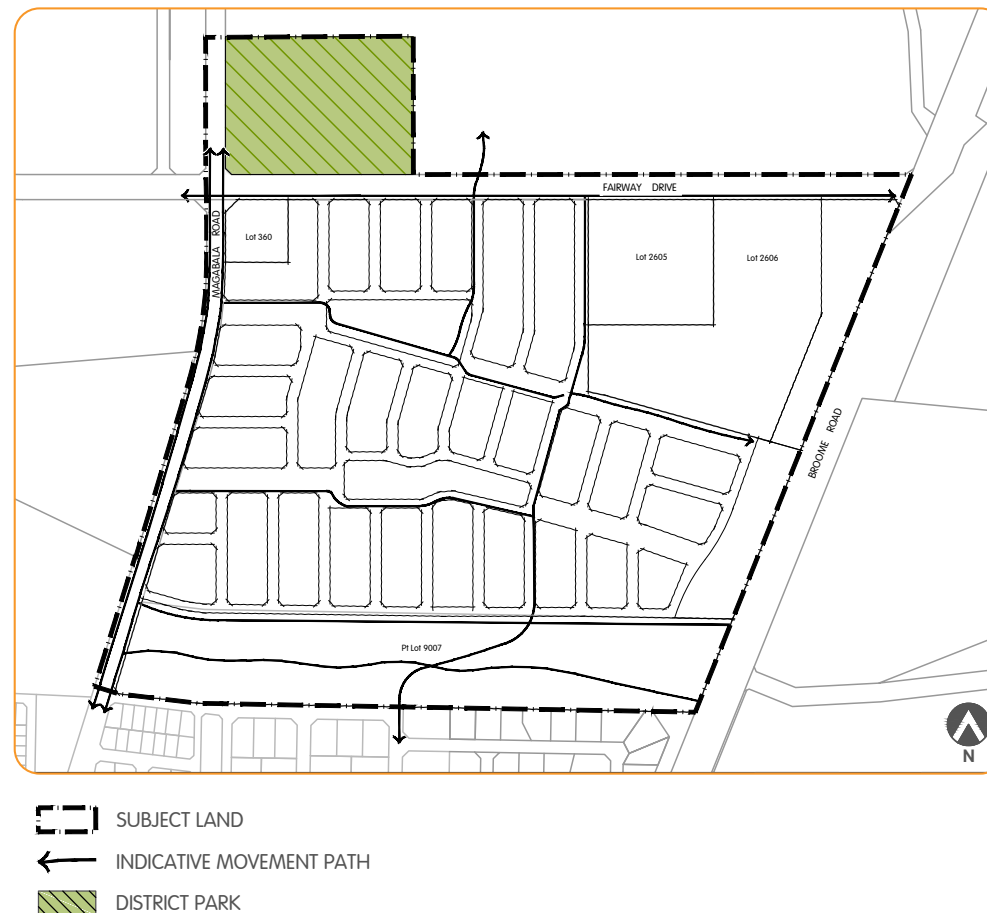 FAIRWAY DRIVE
MAGABALA ROAD
Lot 360
Lot 2605
Lot 2606
BROOME ROAD
Pt Lot 9007
N
SUBJECT LAND
INDICATIVE MOVEMENT PATH
DISTRICT PARK